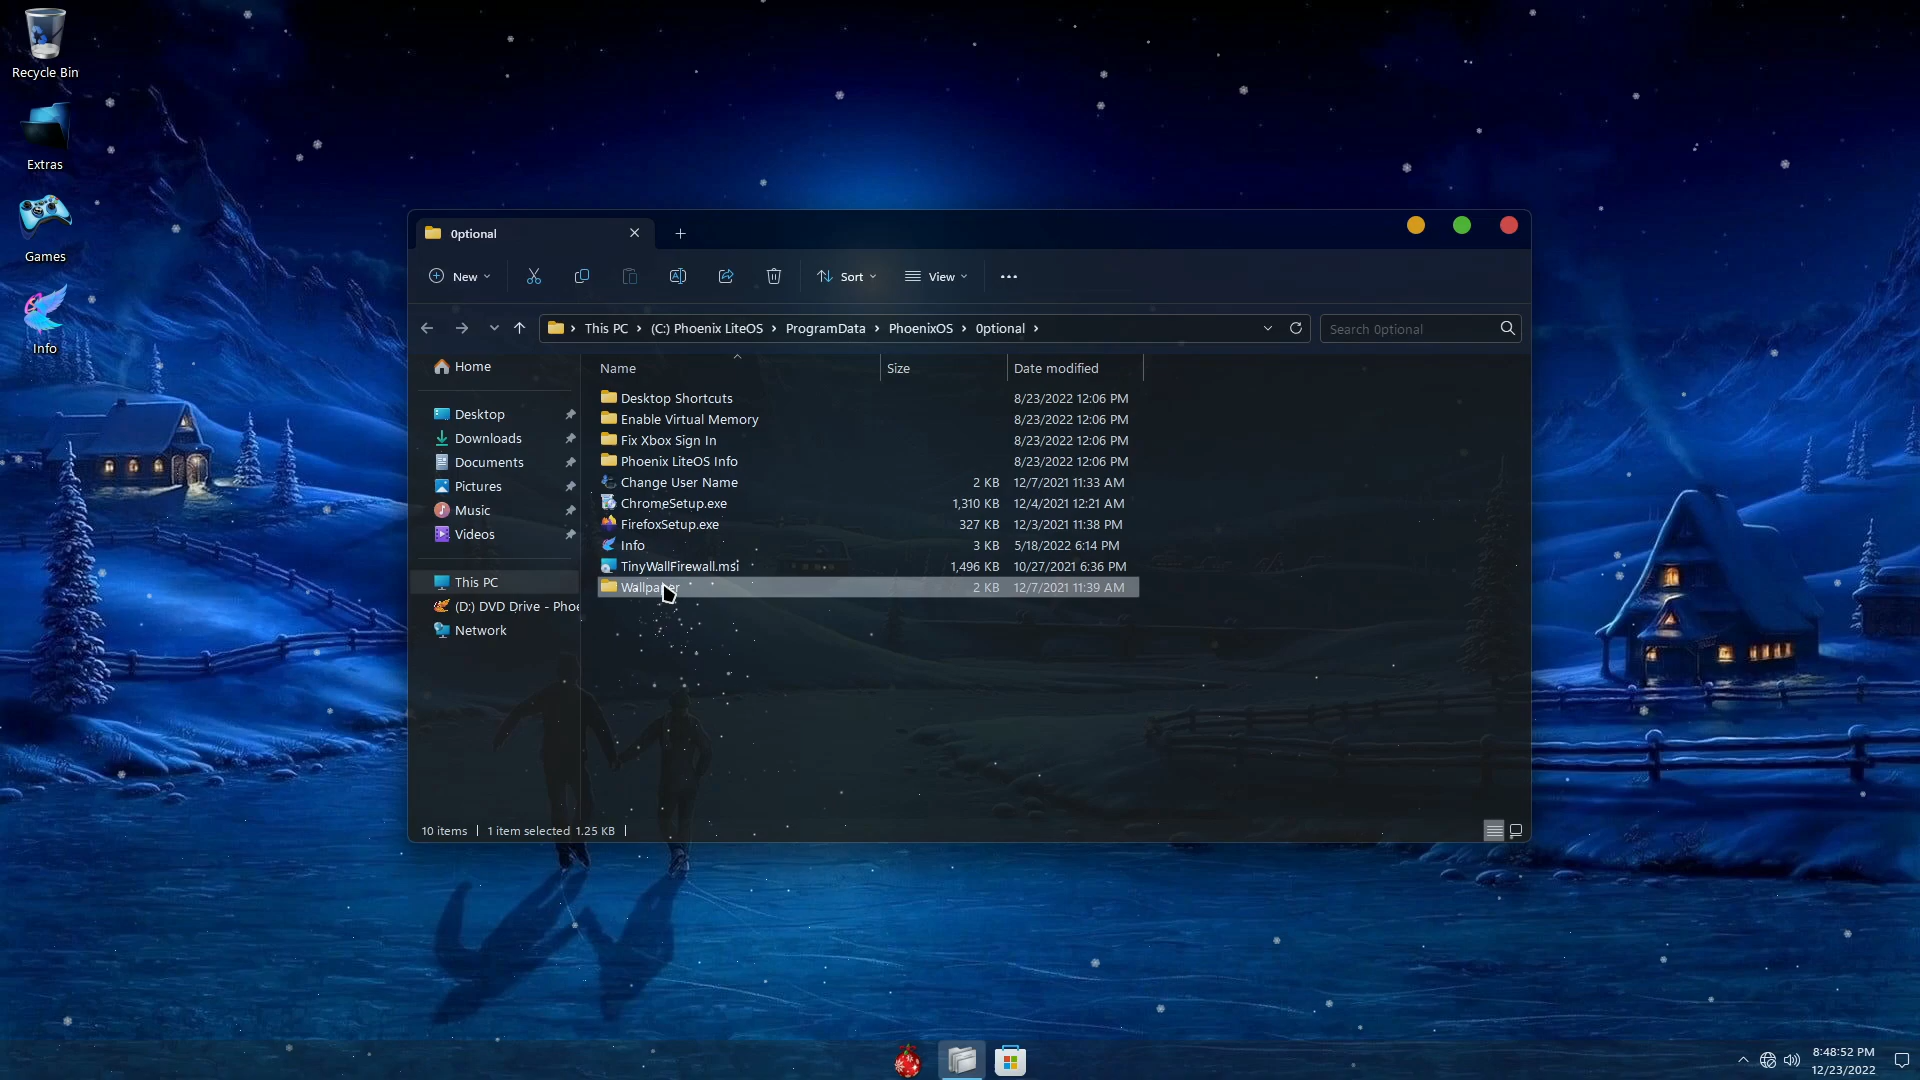 Recycle Bin
Extras
Games
Info
0ptional
New
Sort
View
This PC
(C:) Phoenix LiteOS
ProgramData
PhoenixOS
0ptional
Search 0ptional
Home
Desktop
Downloads
Documents
Pictures
Music
Videos
This PC
(D:) DVD Drive - Phoe
Network
Name Size Date modified
Desktop Shortcuts 8/23/2022 12:06 PM
Enable Virtual Memory 8/23/2022 12:06 PM
Fix Xbox Sign In 8/23/2022 12:06 PM
Phoenix LiteOS Info 8/23/2022 12:06 PM
Change User Name 2 KB 12/7/2021 11:33 AM
ChromeSetup.exe 1,310 KB 12/4/2021 12:21 AM
FirefoxSetup.exe 327 KB 12/3/2021 11:38 PM
Info 3 KB 5/18/2022 6:14 PM
TinyWallFirewall.msi 1,496 KB 10/27/2021 6:36 PM
Wallpaper 2 KB 12/7/2021 11:39 AM
10 items 1 item selected 1.25 KB
8:48:52 PM
12/23/2022